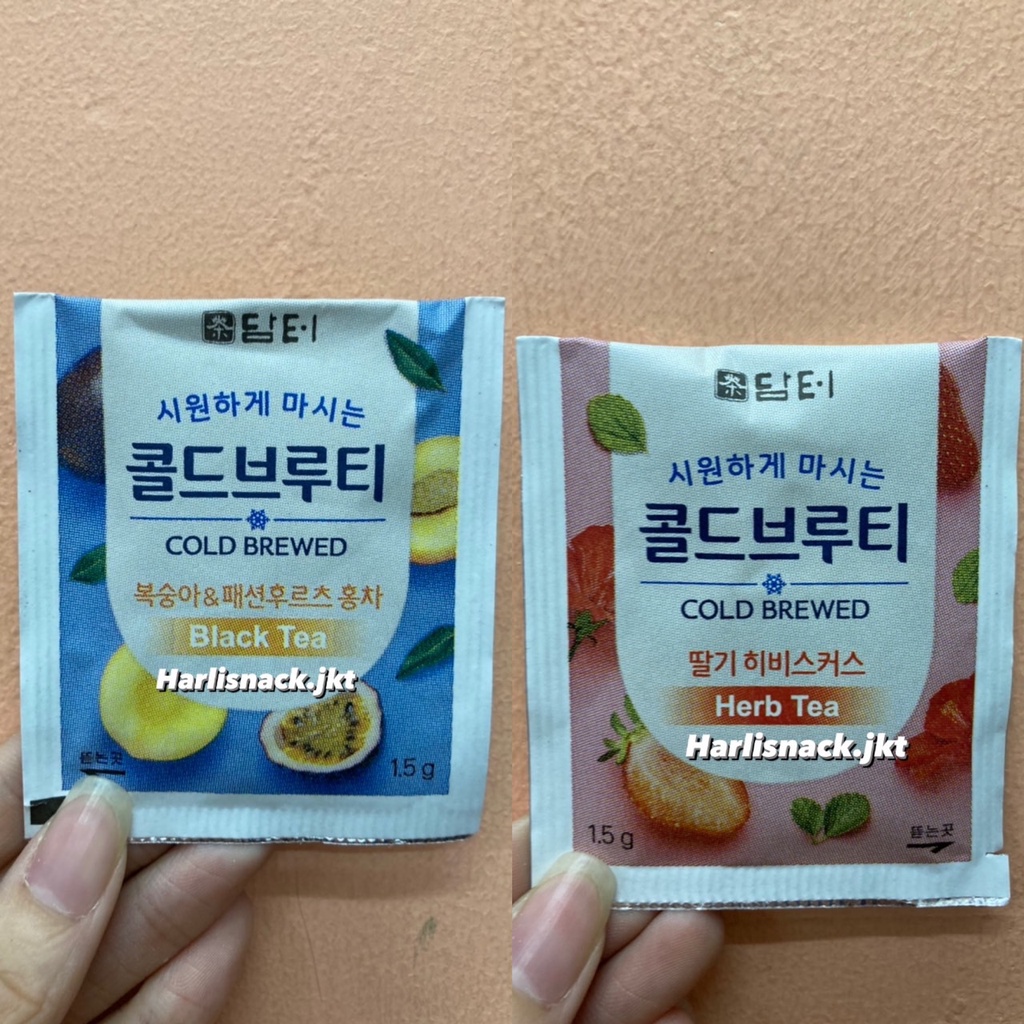 茶 담터
시원하게 마시는
콜드브루티
COLD BREWED
복숭아&패션후르츠 홍차
Black Tea
Harlisnack.jkt
뜯는곳
1.5 g
茶 담터
시원하게 마시는
콜드브루티
COLD BREWED
딸기 히비스커스
Herb Tea
Harlisnack.jkt
1.5 g
뜯는곳